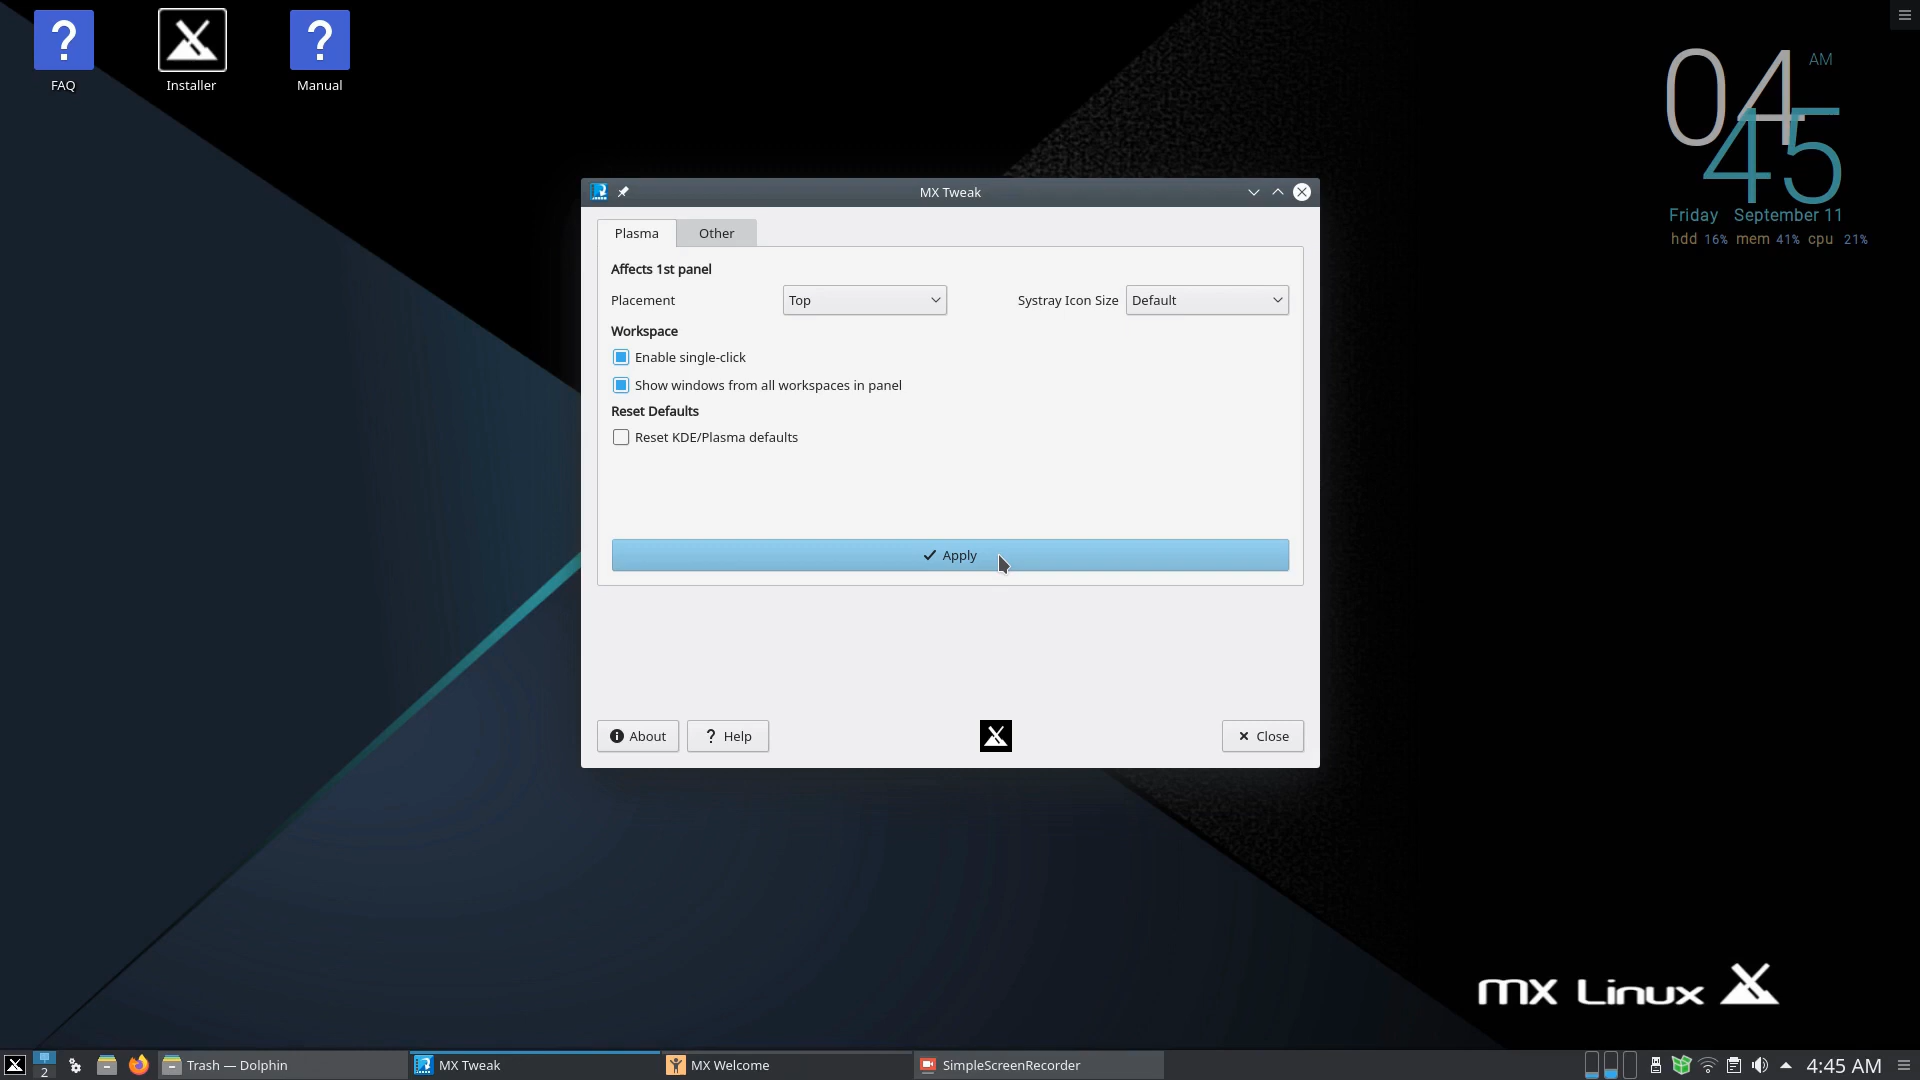 FAQ
Installer
Manual
04 AM
45
Friday September 11
hdd 16% mem 41% cpu 21%
MX Tweak
Plasma Other
Affects 1st panel
Placement Top Systray Icon Size Default
Workspace
Enable single-click
Show windows from all workspaces in panel
Reset Defaults
Reset KDE/Plasma defaults
Apply
About ? Help Close
mx Linux
2 Trash — Dolphin MX Tweak MX Welcome SimpleScreenRecorder 4:45 AM